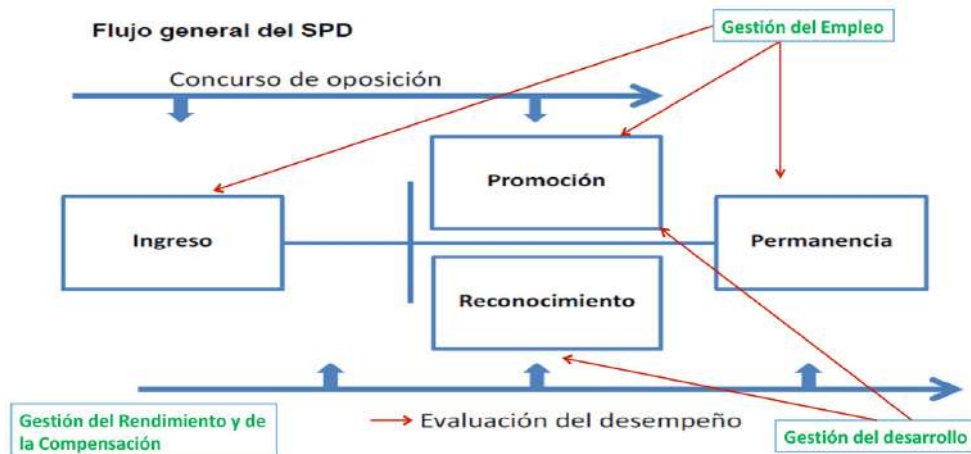 Flujo general del SPD
Gestión del Empleo
Concurso de oposición
Promoción
Ingreso
Permanencia
Reconocimiento
Gestión del Rendimiento y de
la Compensación
Evaluación del desempeño
Gestión del desarrollo